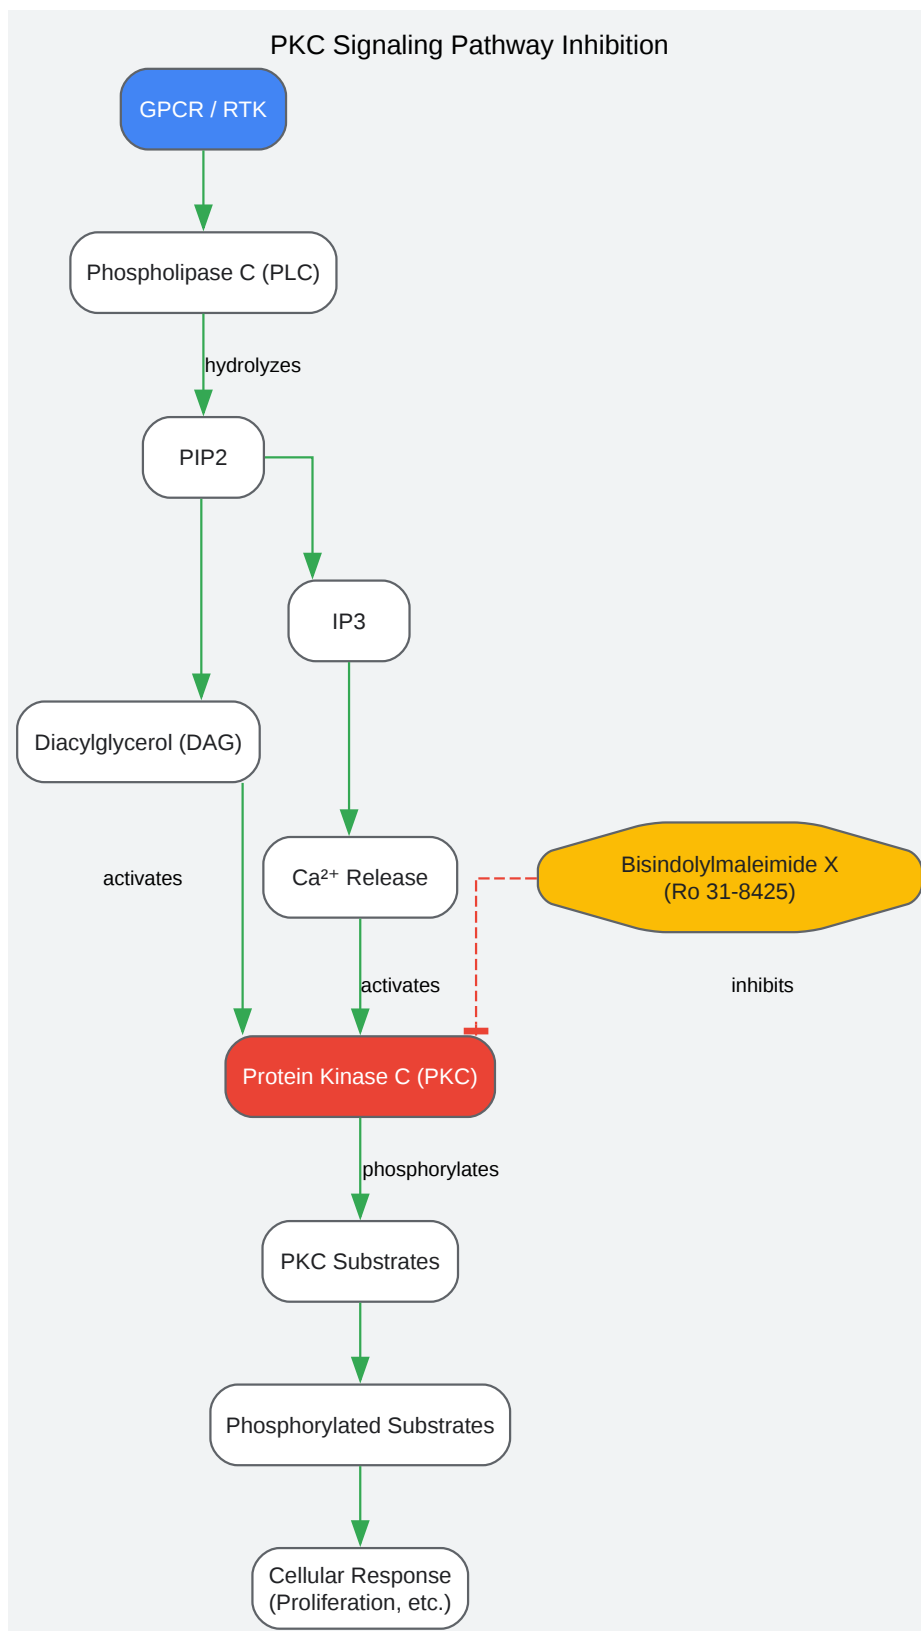 PKC Signaling Pathway Inhibition
GPCR / RTK
Phospholipase C (PLC)
hydrolyzes
PIP2
IP3
Diacylglycerol (DAG)
activates
Ca²⁺ Release
Bisindolylmaleimide X
(Ro 31-8425)
activates
inhibits
Protein Kinase C (PKC)
phosphorylates
PKC Substrates
Phosphorylated Substrates
Cellular Response
(Proliferation, etc.)